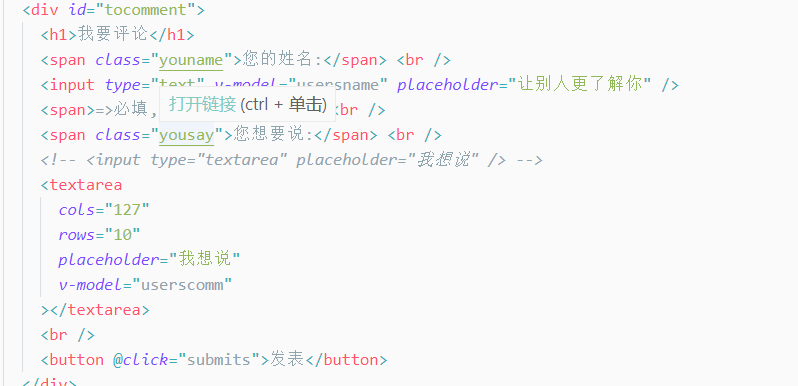 <div id="tocomment">
<h1>我要评论</h1>
<span class="youname">您的姓名:</span> <br />
<input type="text" v-model="usersname" placeholder="让别人更了解你" />
<span>=>必填, <br />
打开链接 (ctrl + 单击)
<span class="yousay">您想要说:</span> <br />
<!-- <input type="textarea" placeholder="我想说" /> -->
<textarea
cols="127"
rows="10"
placeholder="我想说"
v-model="userscomm"
></textarea>
<br />
<button @click="submits">发表</button>
</div>